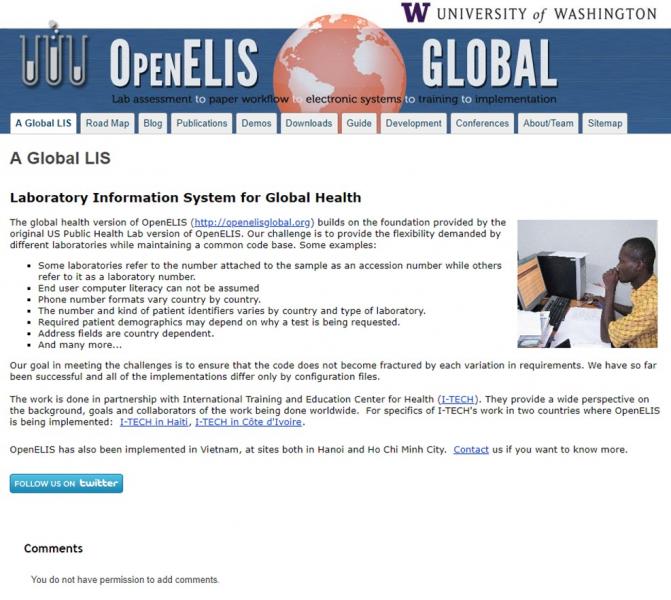 W UNIVERSITY of WASHINGTON
OPENELIS GLOBAL
Lab assessment to paper workflow to electronic systems to training to implementation
A Global LIS Road Map Blog Publications Demos Downloads Guide Development Conferences About/Team Sitemap
A Global LIS
Laboratory Information System for Global Health
The global health version of OpenELIS (http://openelisglobal.org) builds on the foundation provided by the
original US Public Health Lab version of OpenELIS. Our challenge is to provide the flexibility demanded by
different laboratories while maintaining a common code base. Some examples:
Some laboratories refer to the number attached to the sample as an accession number while others
refer to it as a laboratory number.
End user computer literacy can not be assumed
Phone number formats vary country by country.
The number and kind of patient identifiers varies by country and type of laboratory.
Required patient demographics may depend on why a test is being requested.
Address fields are country dependent.
And many more...
Our goal in meeting the challenges is to ensure that the code does not become fractured by each variation in requirements. We have so far
been successful and all of the implementations differ only by configuration files.
The work is done in partnership with International Training and Education Center for Health (I-TECH). They provide a wide perspective on
the background, goals and collaborators of the work being done worldwide. For specifics of I-TECH's work in two countries where OpenELIS
is being implemented: I-TECH in Haiti, I-TECH in Côte d'Ivoire.
OpenELIS has also been implemented in Vietnam, at sites both in Hanoi and Ho Chi Minh City. Contact us if you want to know more.
FOLLOW US ON twitter
Comments
You do not have permission to add comments.